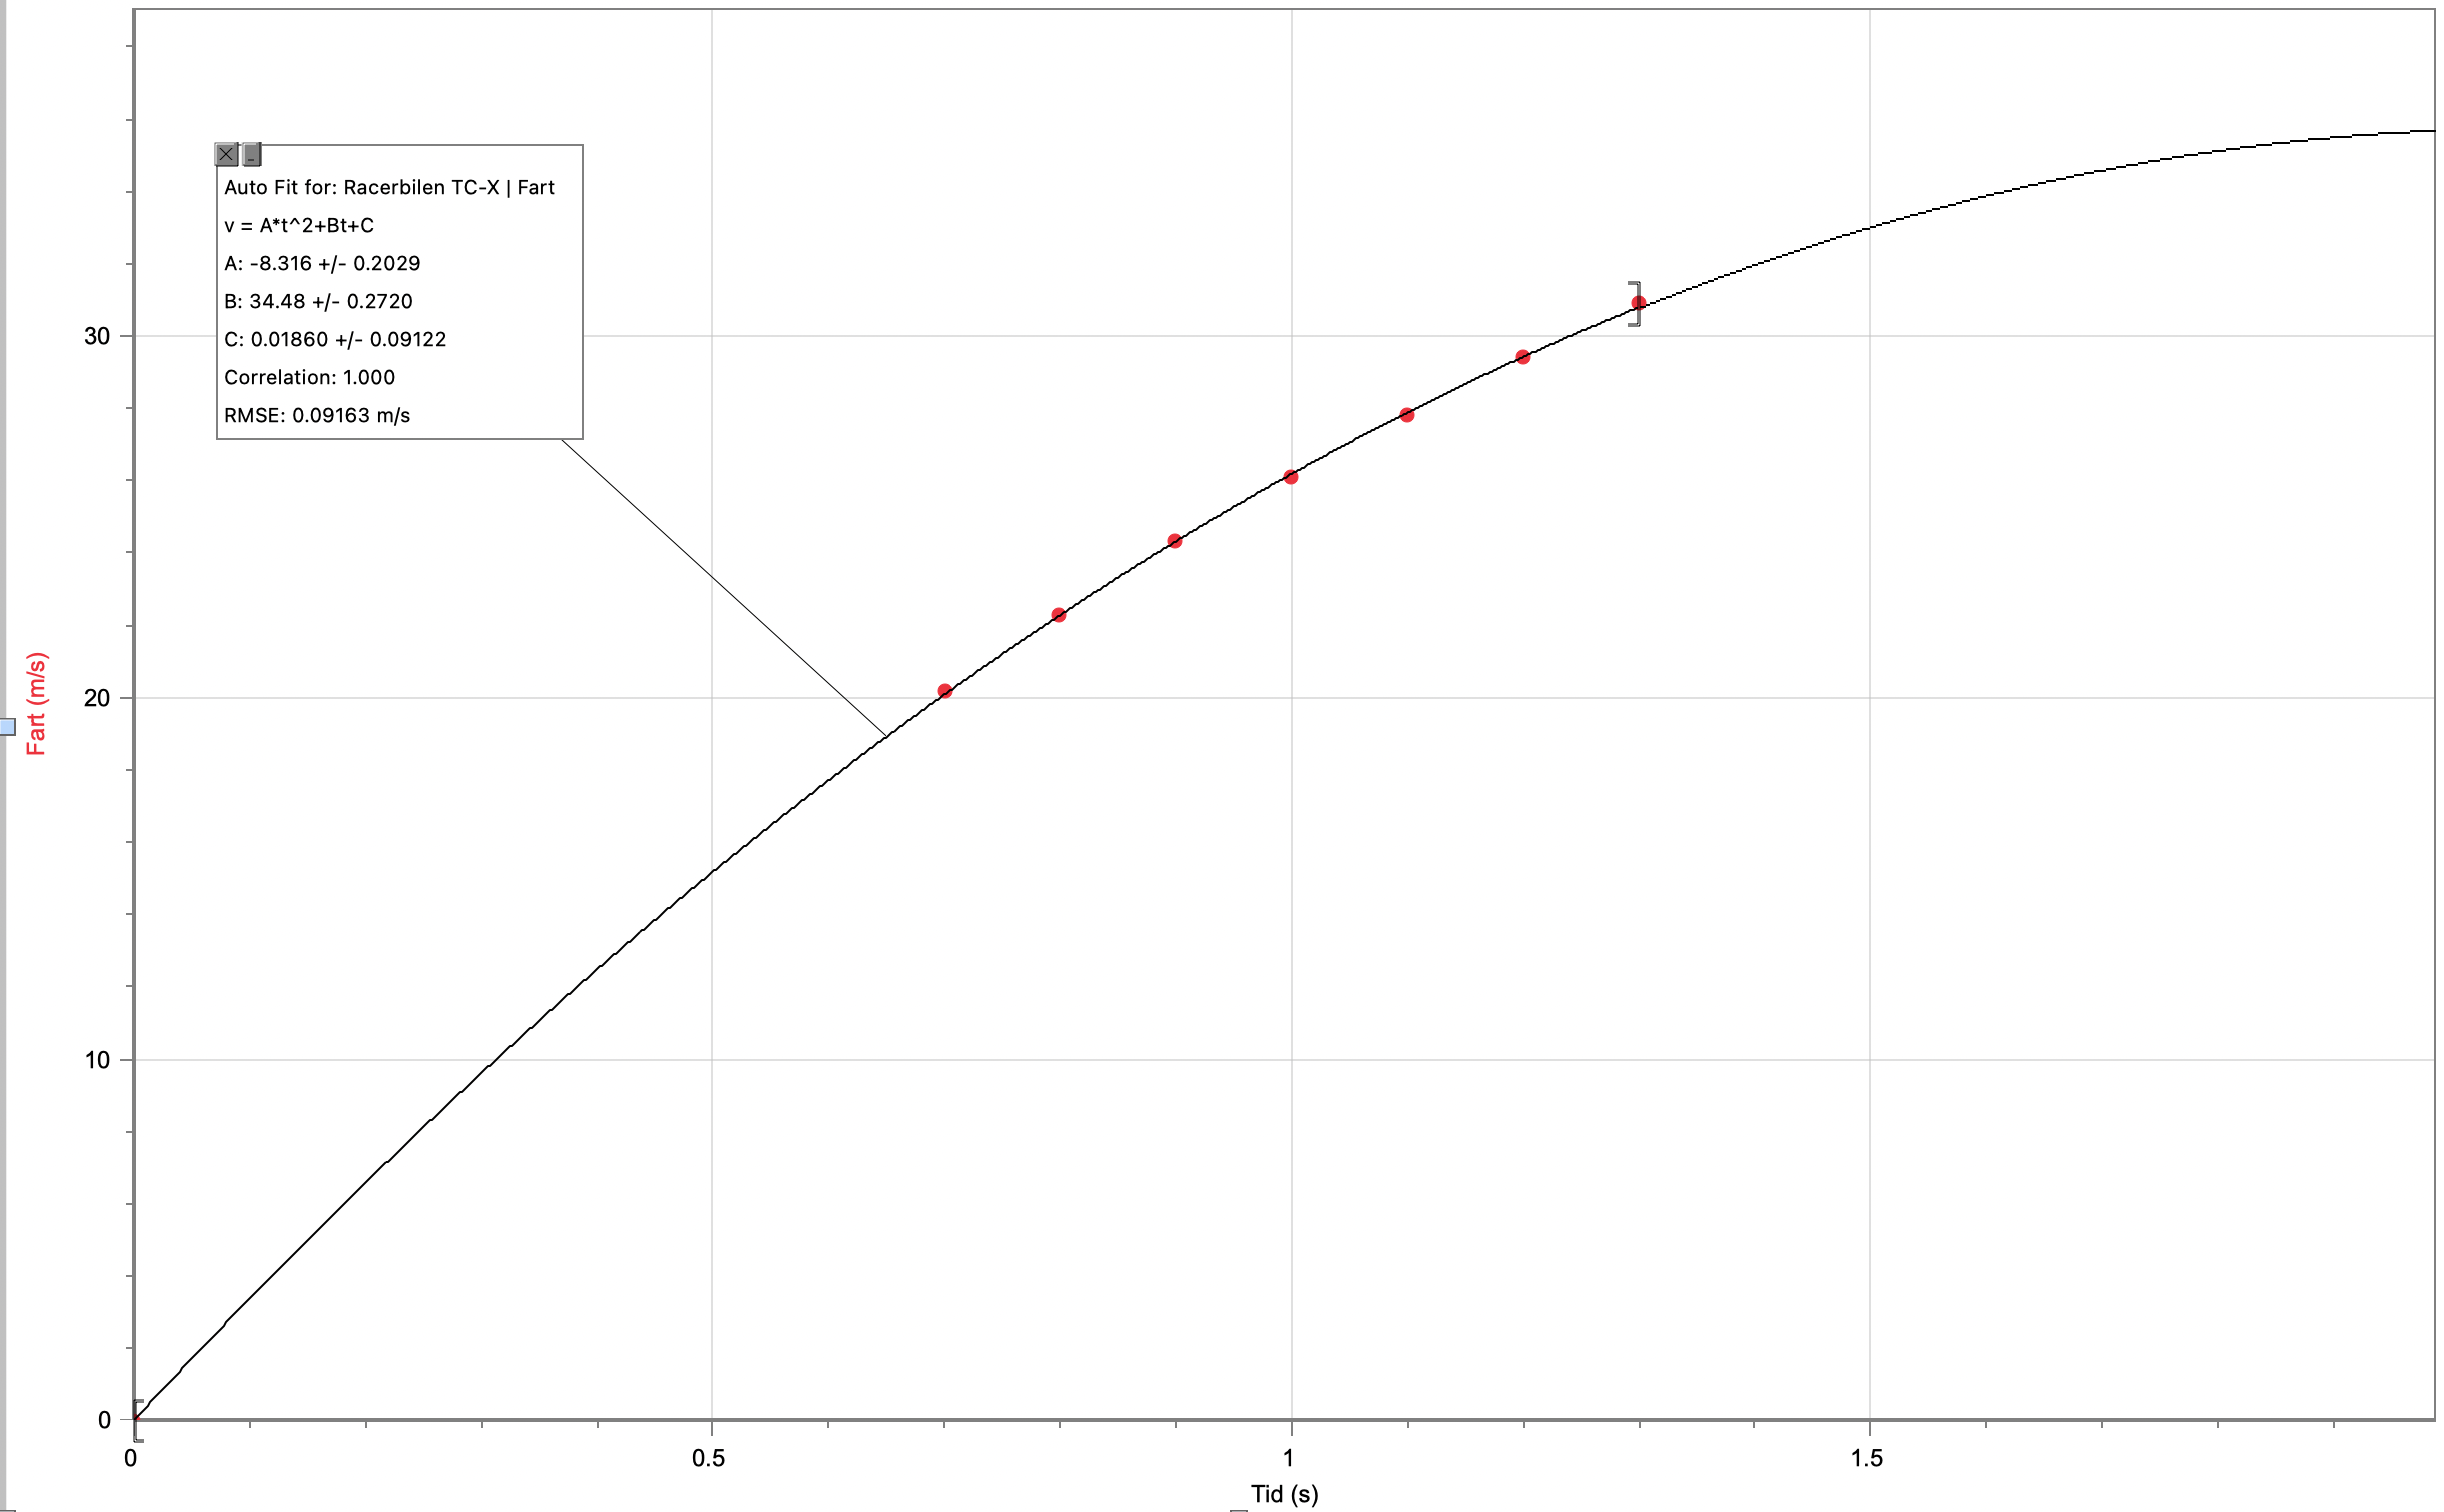 Auto Fit for: Racerbilen TC-X | Fart
v = A*t^2+Bt+C
A: -8.316 +/- 0.2029
B: 34.48 +/- 0.2720
C: 0.01860 +/- 0.09122
Correlation: 1.000
RMSE: 0.09163 m/s
30
20
10
0
Fart (m/s)
0 0.5 1 1.5
Tid (s)